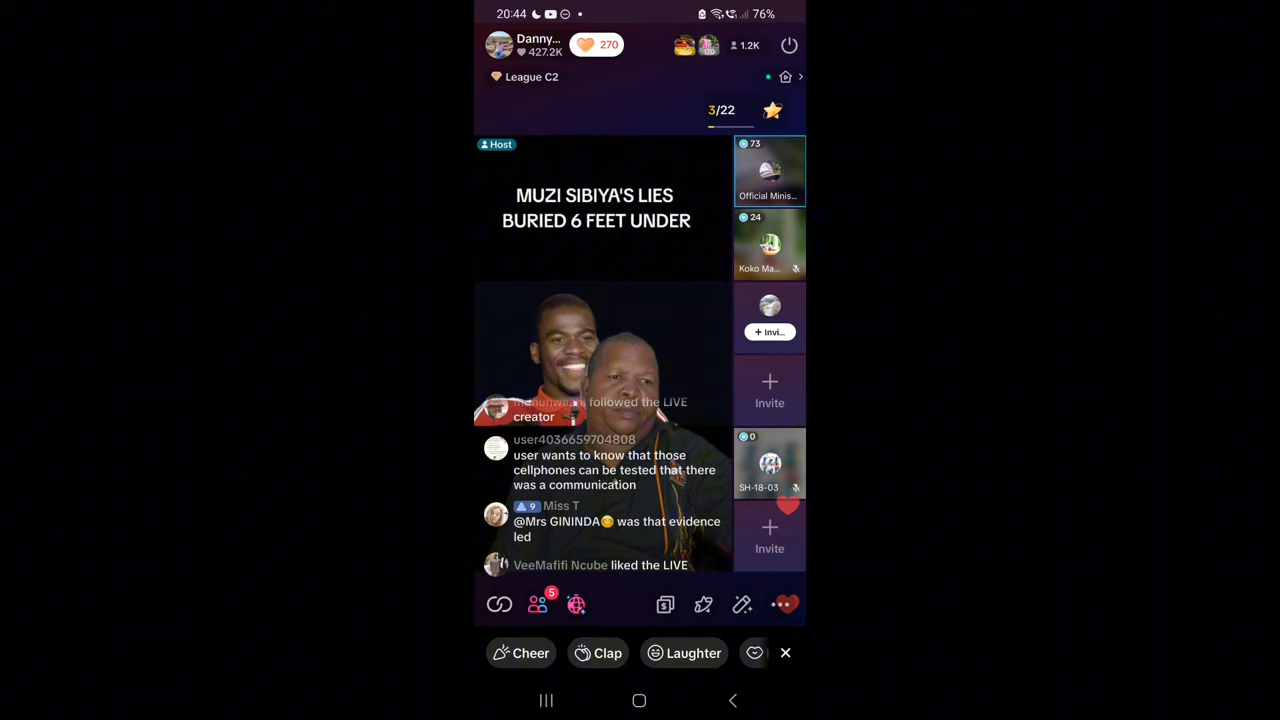 20:44
76%
Danny...
427.2K
270
200
170
1.2K
League C2
3/22
Host
MUZI SIBIYA'S LIES
BURIED 6 FEET UNDER
73
Official Minis...
24
Koko Ma...
+ Invi...
Invite
followed the LIVE
creator
user4036659704808
user wants to know that those
cellphones can be tested that there
was a communication
9 Miss T
@Mrs GININDA😊 was that evidence
led
VeeMafifi Ncube liked the LIVE
0
SH-18-03
Invite
5
Cheer
Clap
Laughter